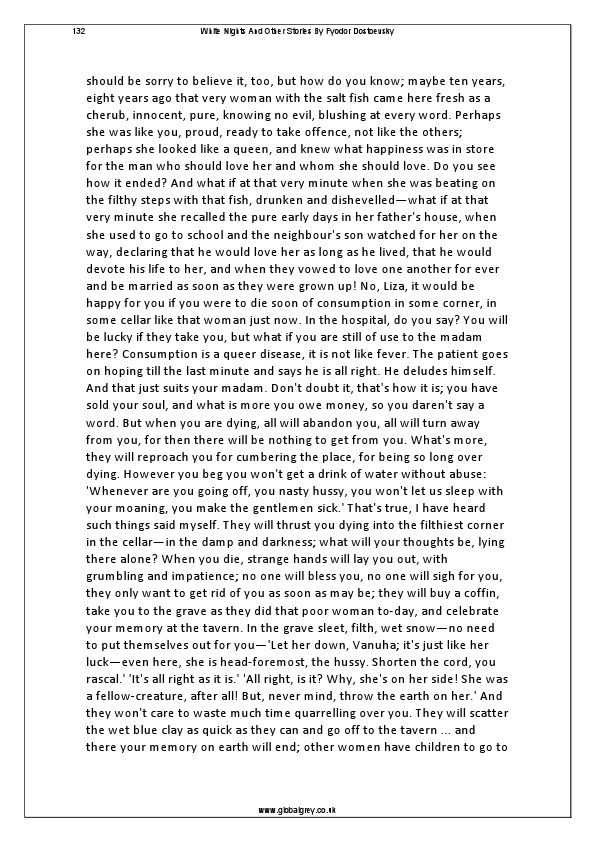 132
White Nights And Other Stories By Fyodor Dostoevsky
should be sorry to believe it, too, but how do you know; maybe ten years,
eight years ago that very woman with the salt fish came here fresh as a
cherub, innocent, pure, knowing no evil, blushing at every word. Perhaps
she was like you, proud, ready to take offence, not like the others;
perhaps she looked like a queen, and knew what happiness was in store
for the man who should love her and whom she should love. Do you see
how it ended? And what if at that very minute when she was beating on
the filthy steps with that fish, drunken and dishevelled—what if at that
very minute she recalled the pure early days in her father's house, when
she used to go to school and the neighbour's son watched for her on the
way, declaring that he would love her as long as he lived, that he would
devote his life to her, and when they vowed to love one another for ever
and be married as soon as they were grown up! No, Liza, it would be
happy for you if you were to die soon of consumption in some corner, in
some cellar like that woman just now. In the hospital, do you say? You will
be lucky if they take you, but what if you are still of use to the madam
here? Consumption is a queer disease, it is not like fever. The patient goes
on hoping till the last minute and says he is all right. He deludes himself.
And that just suits your madam. Don't doubt it, that's how it is; you have
sold your soul, and what is more you owe money, so you daren't say a
word. But when you are dying, all will abandon you, all will turn away
from you, for then there will be nothing to get from you. What's more,
they will reproach you for cumbering the place, for being so long over
dying. However you beg you won't get a drink of water without abuse:
'Whenever are you going off, you nasty hussy, you won't let us sleep with
your moaning, you make the gentlemen sick.' That's true, I have heard
such things said myself. They will thrust you dying into the filthiest corner
in the cellar—in the damp and darkness; what will your thoughts be, lying
there alone? When you die, strange hands will lay you out, with
grumbling and impatience; no one will bless you, no one will sigh for you,
they only want to get rid of you as soon as may be; they will buy a coffin,
take you to the grave as they did that poor woman to-day, and celebrate
your memory at the tavern. In the grave sleet, filth, wet snow—no need
to put themselves out for you—'Let her down, Vanuha; it's just like her
luck—even here, she is head-foremost, the hussy. Shorten the cord, you
rascal.' 'It's all right as it is.' 'All right, is it? Why, she's on her side! She was
a fellow-creature, after all! But, never mind, throw the earth on her.' And
they won't care to waste much time quarrelling over you. They will scatter
the wet blue clay as quick as they can and go off to the tavern ... and
there your memory on earth will end; other women have children to go to
www.globalgrey.co.uk